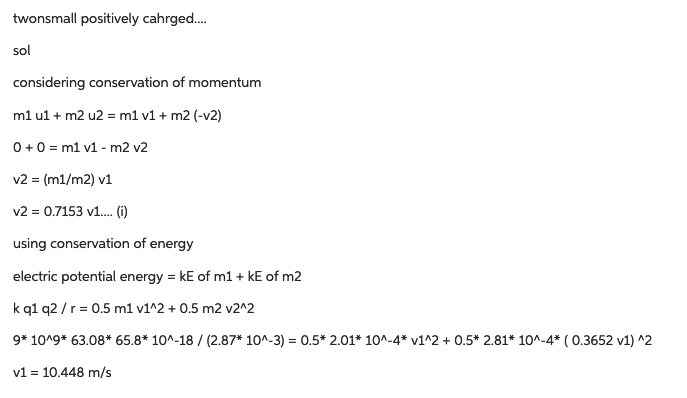 twonsmall positively cahrged....
sol
considering conservation of momentum
m1 u1 + m2 u2 = m1 v1 + m2 (-v2)
0 + 0 = m1 v1 - m2 v2
v2 = (m1/m2) v1
v2 = 0.7153 v1.... (i)
using conservation of energy
electric potential energy = kE of m1 + kE of m2
k q1 q2 / r = 0.5 m1 v1^2 + 0.5 m2 v2^2
9* 10^9* 63.08* 65.8* 10^-18 / (2.87* 10^-3) = 0.5* 2.01* 10^-4* v1^2 + 0.5* 2.81* 10^-4* ( 0.3652 v1) ^2
v1 = 10.448 m/s